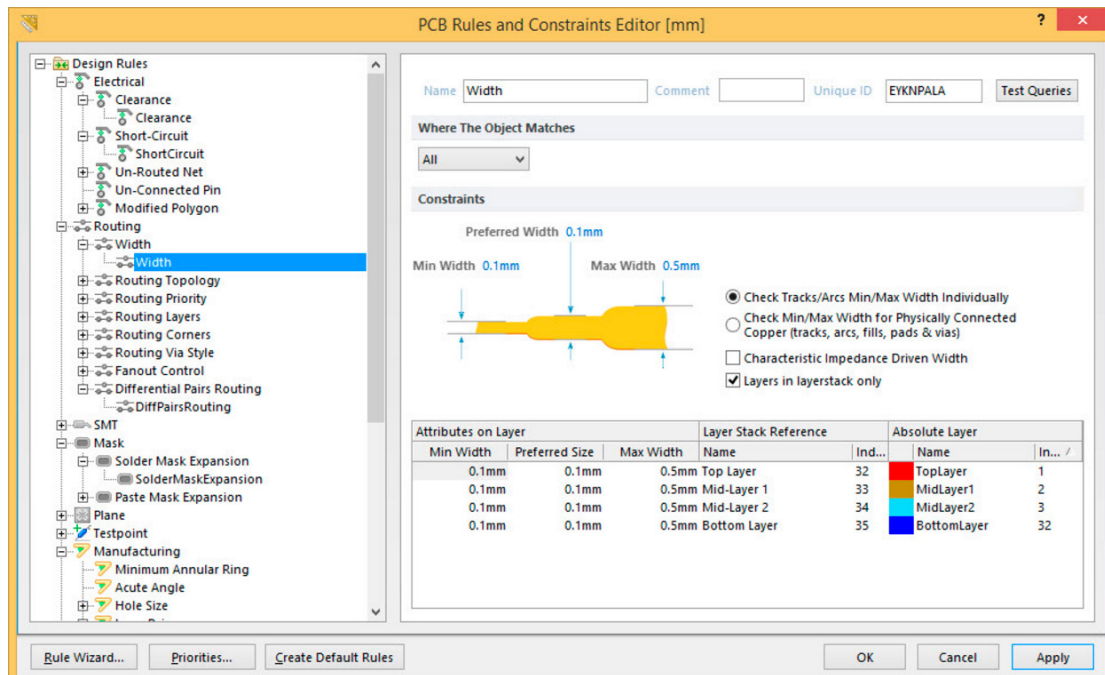 PCB Rules and Constraints Editor [mm]
?
Design Rules
Electrical
Clearance
Clearance
Short-Circuit
ShortCircuit
Un-Routed Net
Un-Connected Pin
Modified Polygon
Routing
Width
Width
Routing Topology
Routing Priority
Routing Layers
Routing Corners
Routing Via Style
Fanout Control
Differential Pairs Routing
DiffPairsRouting
SMT
Mask
Solder Mask Expansion
SolderMaskExpansion
Paste Mask Expansion
Plane
Testpoint
Manufacturing
Minimum Annular Ring
Acute Angle
Hole Size
Name Width Comment Unique ID EYKNPALA Test Queries
Where The Object Matches
All
Constraints
Preferred Width 0.1mm
Min Width 0.1mm Max Width 0.5mm
Check Tracks/Arcs Min/Max Width Individually
Check Min/Max Width for Physically Connected
Copper (tracks, arcs, fills, pads & vias)
Characteristic Impedance Driven Width
Layers in layerstack only
Attributes on Layer Layer Stack Reference Absolute Layer
Min Width Preferred Size Max Width Name Ind... Name In...
0.1mm 0.1mm 0.5mm Top Layer 32 TopLayer 1
0.1mm 0.1mm 0.5mm Mid-Layer 1 33 MidLayer1 2
0.1mm 0.1mm 0.5mm Mid-Layer 2 34 MidLayer2 3
0.1mm 0.1mm 0.5mm Bottom Layer 35 BottomLayer 32
Rule Wizard... Priorities... Create Default Rules OK Cancel Apply